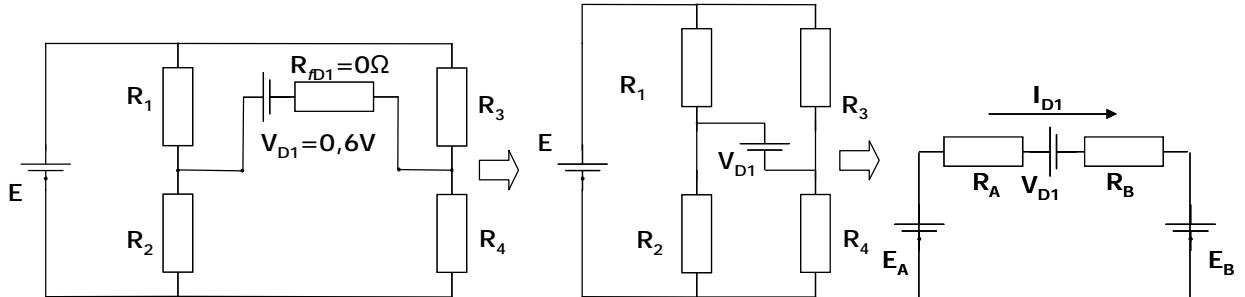 R₁
R_fD1=0Ω
R₃
V_D1=0,6V
E
R₂
R₄
R₁
R₃
E
V_D1
R₂
R₄
I_D1
R_A
V_D1
R_B
E_A
E_B